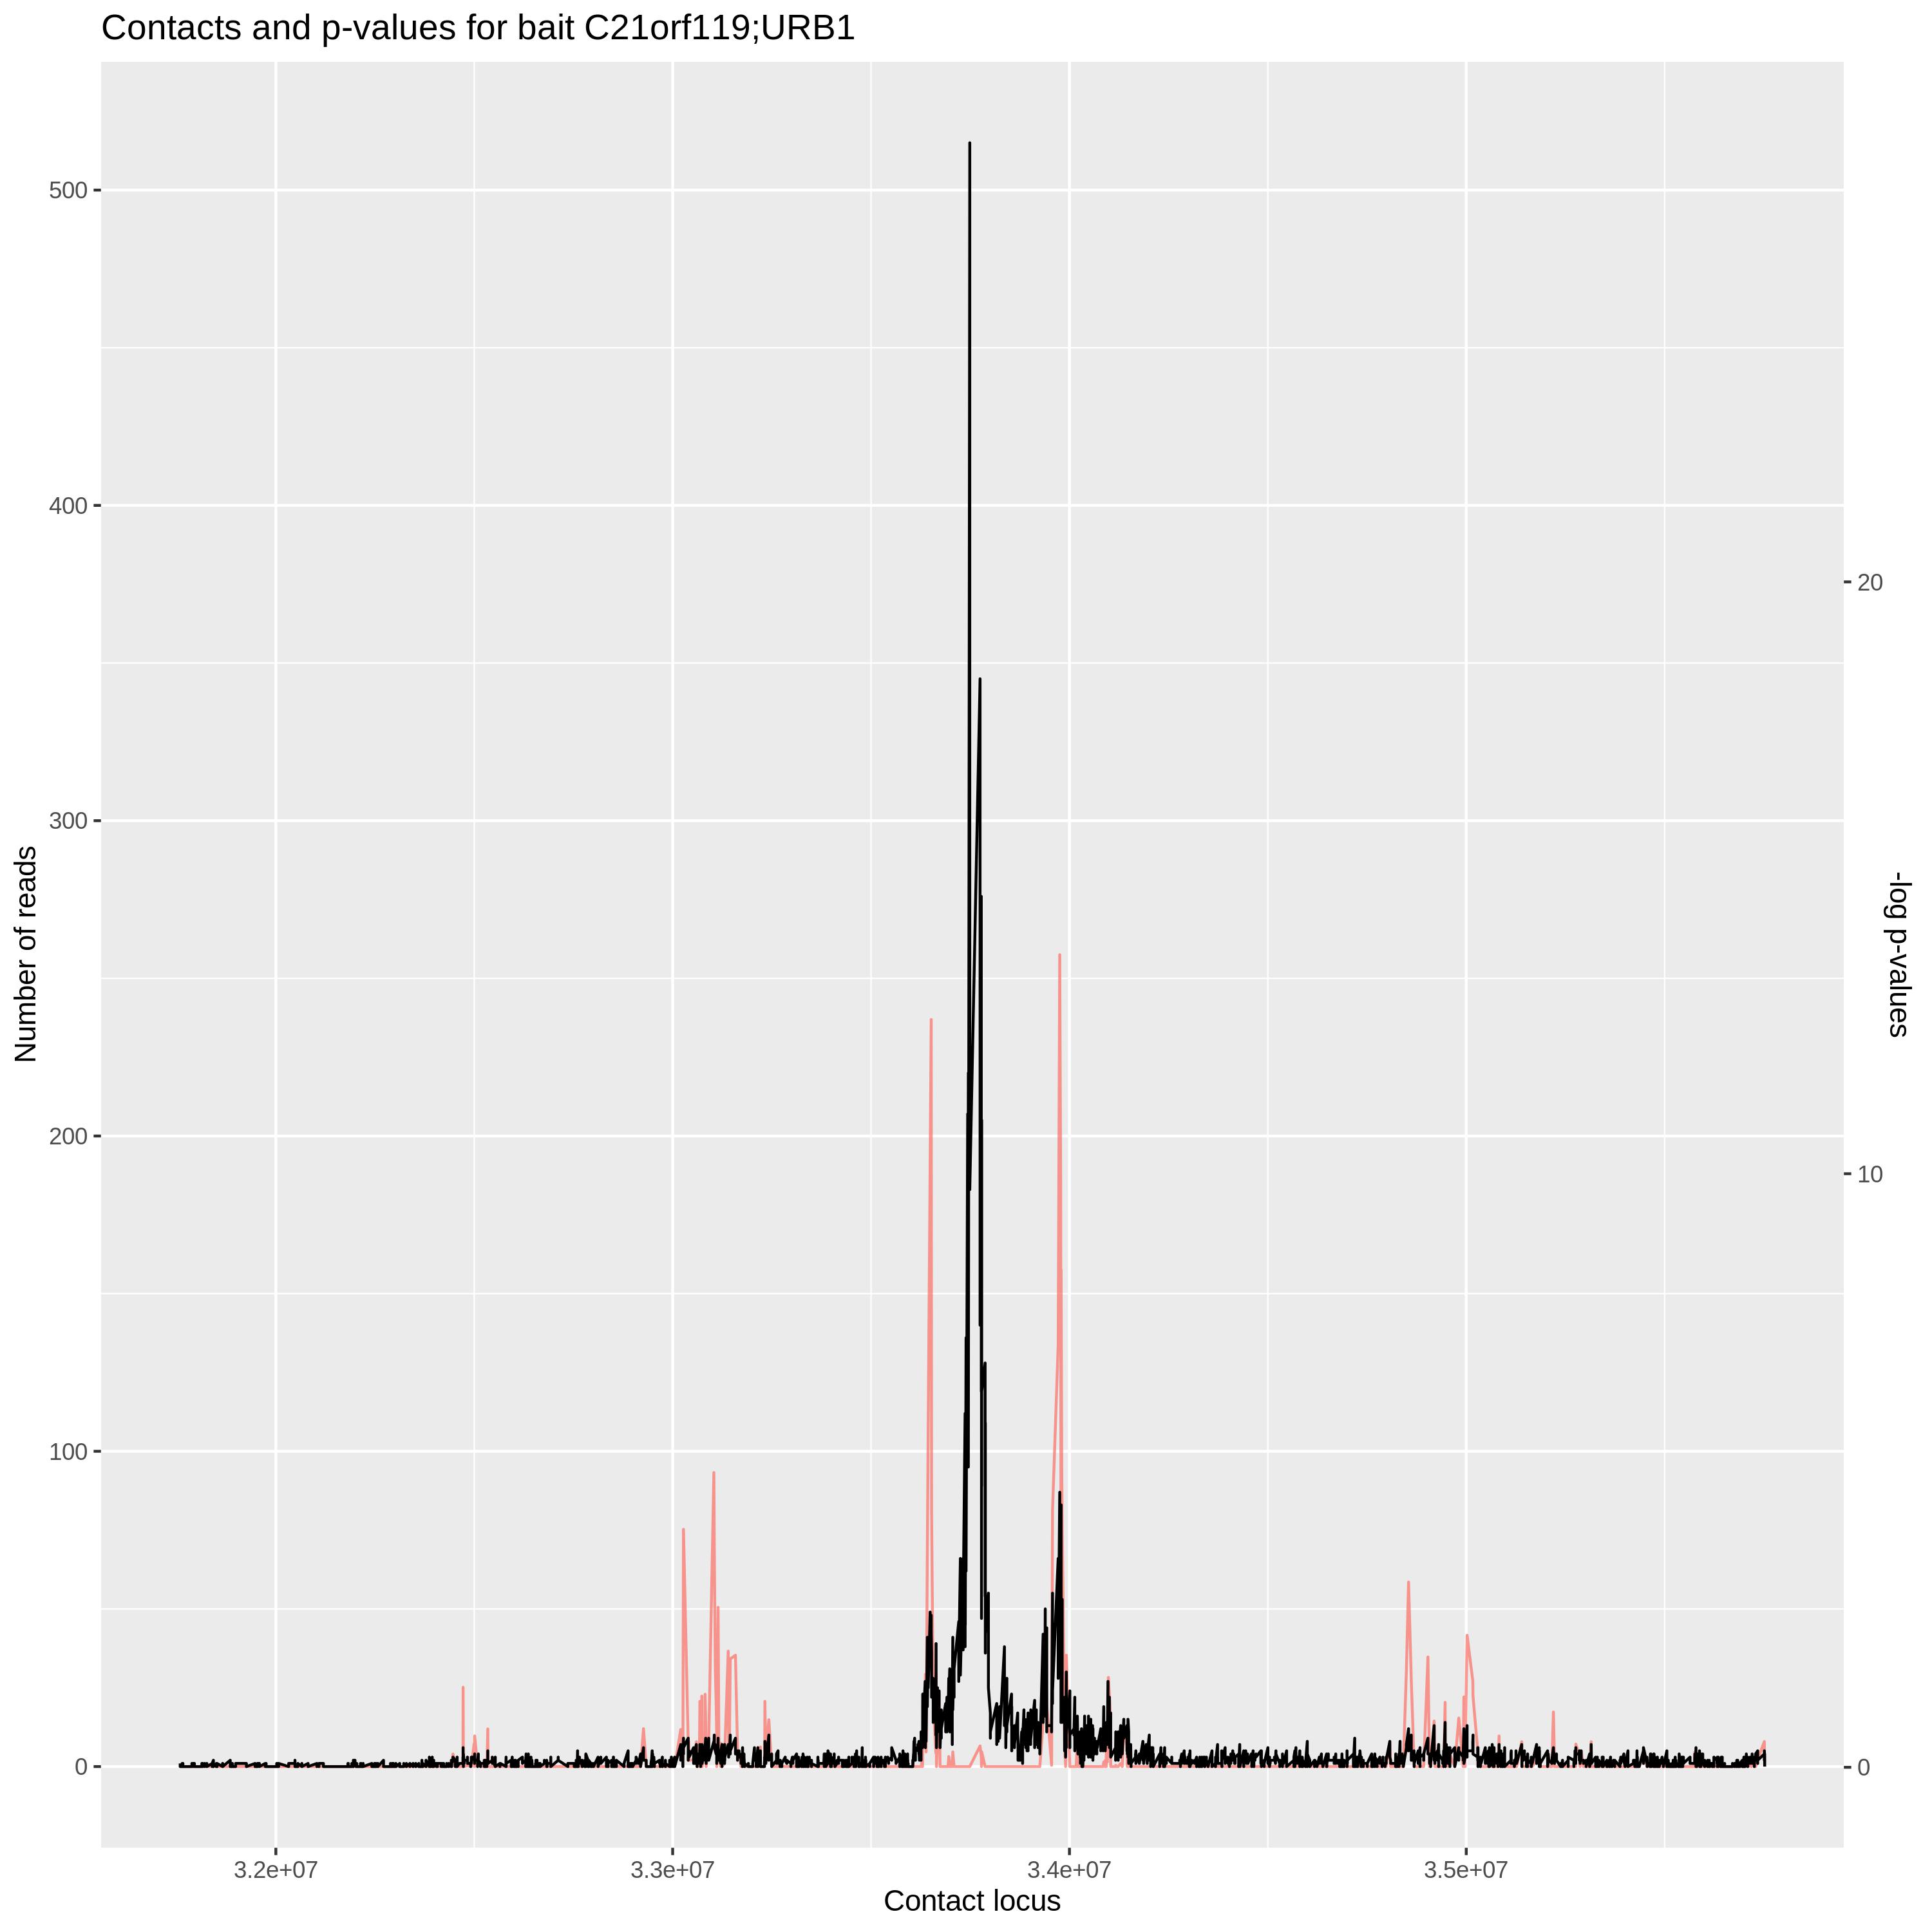 Contacts and p-values for bait C21orf119;URB1
500
400
300
200
100
0
Number of reads
20
10
0
-log p-values
3.2e+07
3.3e+07
3.4e+07
3.5e+07
Contact locus